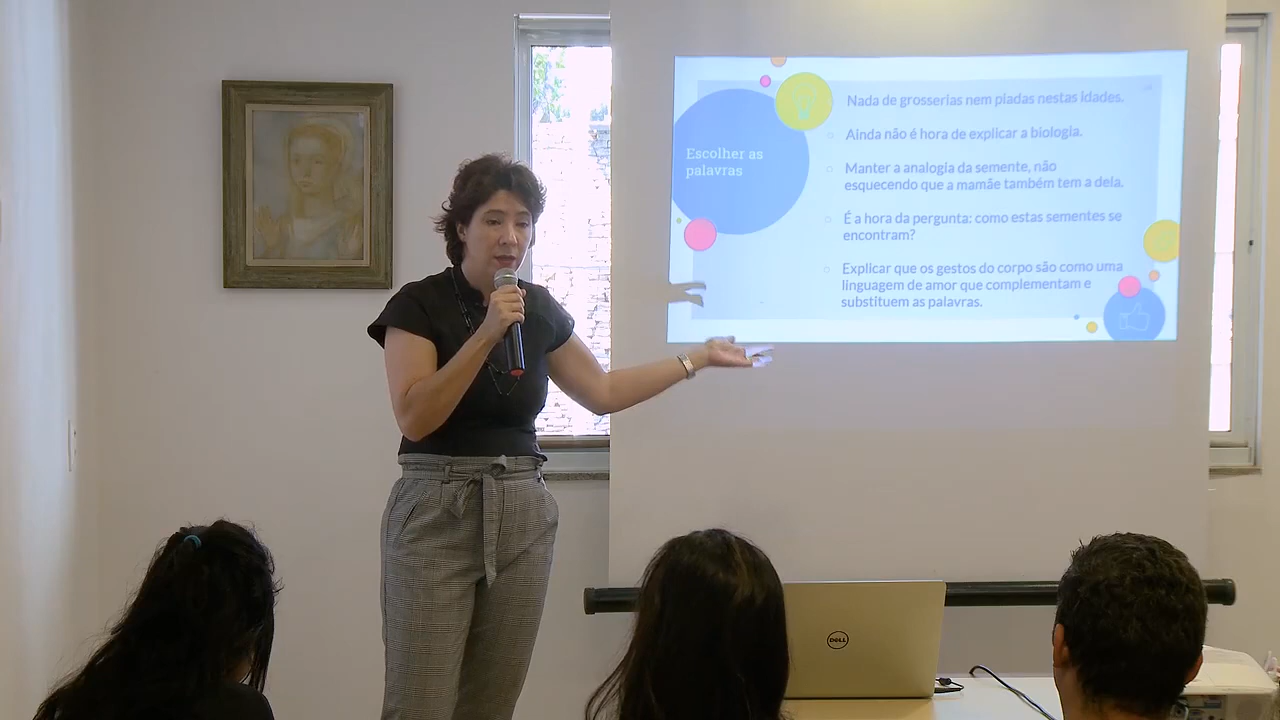 Escolher as
palavras
Nada de grosserias nem piadas nestas idades.
Ainda não é hora de explicar a biologia.
Manter a analogia da semente, não
esquecendo que a mamãe também tem a dela.
É a hora da pergunta: como estas sementes se
encontram?
Explicar que os gestos do corpo são como uma
linguagem de amor que complementam e
substituem as palavras.
DELL